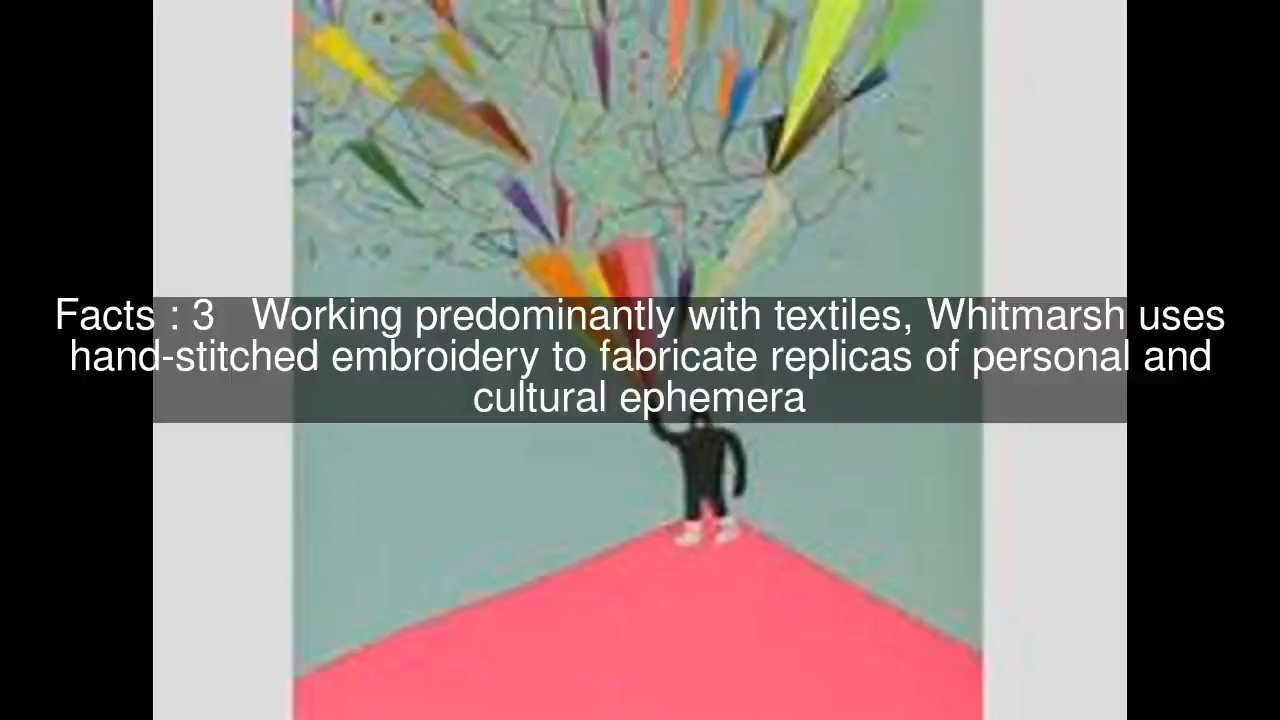 Facts : 3   Working predominantly with textiles, Whitmarsh uses
hand-stitched embroidery to fabricate replicas of personal and
cultural ephemera